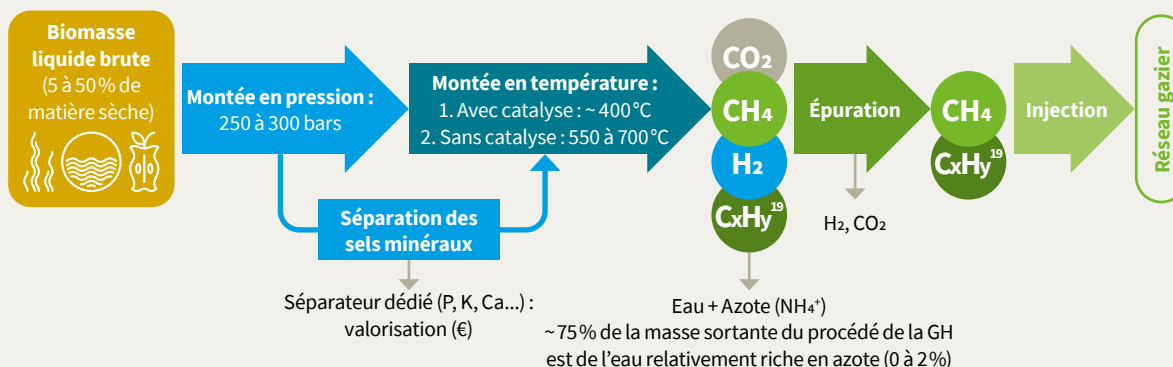 Biomasse
liquide brute
(5 à 50 % de
matière sèche)
Montée en pression :
250 à 300 bars
Séparation des
sels minéraux
Séparateur dédié (P, K, Ca...) :
valorisation (€)
Montée en température :
1. Avec catalyse : ~ 400 °C
2. Sans catalyse : 550 à 700 °C
CO₂
CH₄
H₂
CxHy¹⁹
Eau + Azote (NH₄⁺)
~ 75 % de la masse sortante du procédé de la GH
est de l’eau relativement riche en azote (0 à 2 %)
Épuration
H₂, CO₂
CH₄
CxHy¹⁹
Injection
Réseau gazier